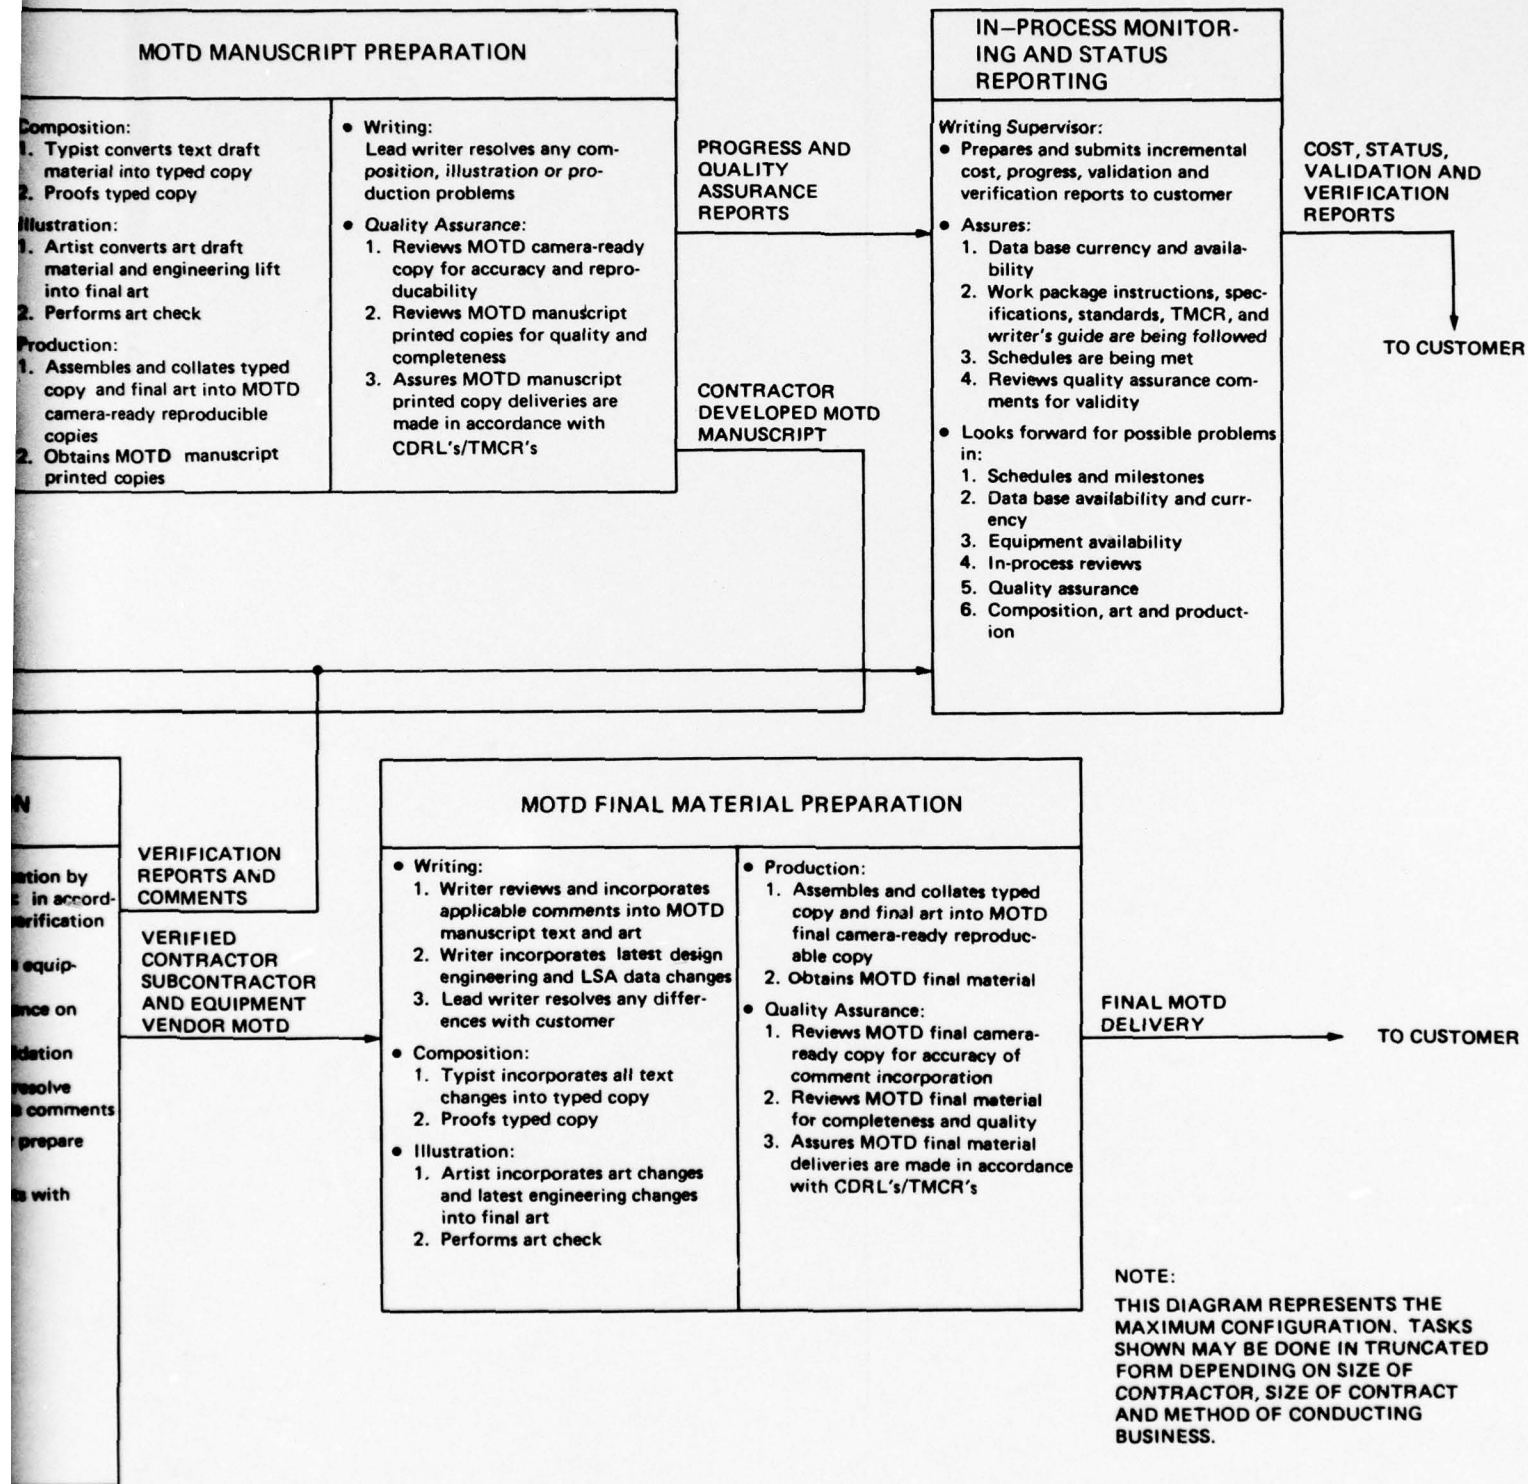 MOTD MANUSCRIPT PREPARATION
Composition:
1. Typist converts text draft
material into typed copy
2. Proofs typed copy
Illustration:
1. Artist converts art draft
material and engineering lift
into final art
2. Performs art check
Production:
1. Assembles and collates typed
copy and final art into MOTD
camera-ready reproducible
copies
2. Obtains MOTD manuscript
printed copies
• Writing:
Lead writer resolves any com-
position, illustration or pro-
duction problems
• Quality Assurance:
1. Reviews MOTD camera-ready
copy for accuracy and repro-
ducability
2. Reviews MOTD manuscript
printed copies for quality and
completeness
3. Assures MOTD manuscript
printed copy deliveries are
made in accordance with
CDRL's/TMCR's
PROGRESS AND
QUALITY
ASSURANCE
REPORTS
CONTRACTOR
DEVELOPED MOTD
MANUSCRIPT
IN-PROCESS MONITOR-
ING AND STATUS
REPORTING
Writing Supervisor:
• Prepares and submits incremental
cost, progress, validation and
verification reports to customer
• Assures:
1. Data base currency and availa-
bility
2. Work package instructions, spec-
ifications, standards, TMCR, and
writer's guide are being followed
3. Schedules are being met
4. Reviews quality assurance com-
ments for validity
• Looks forward for possible problems
in:
1. Schedules and milestones
2. Data base availability and curr-
ency
3. Equipment availability
4. In-process reviews
5. Quality assurance
6. Composition, art and product-
ion
COST, STATUS,
VALIDATION AND
VERIFICATION
REPORTS
TO CUSTOMER
N
ation by
in accord-
erification
equip-
ance on
idation
resolve
comments
prepare
with
VERIFICATION
REPORTS AND
COMMENTS
VERIFIED
CONTRACTOR
SUBCONTRACTOR
AND EQUIPMENT
VENDOR MOTD
MOTD FINAL MATERIAL PREPARATION
• Writing:
1. Writer reviews and incorporates
applicable comments into MOTD
manuscript text and art
2. Writer incorporates latest design
engineering and LSA data changes
3. Lead writer resolves any differ-
ences with customer
• Composition:
1. Typist incorporates all text
changes into typed copy
2. Proofs typed copy
• Illustration:
1. Artist incorporates art changes
and latest engineering changes
into final art
2. Performs art check
• Production:
1. Assembles and collates typed
copy and final art into MOTD
final camera-ready reproduc-
able copy
2. Obtains MOTD final material
• Quality Assurance:
1. Reviews MOTD final camera-
ready copy for accuracy of
comment incorporation
2. Reviews MOTD final material
for completeness and quality
3. Assures MOTD final material
deliveries are made in accordance
with CDRL's/TMCR's
FINAL MOTD
DELIVERY
TO CUSTOMER
NOTE:
THIS DIAGRAM REPRESENTS THE
MAXIMUM CONFIGURATION. TASKS
SHOWN MAY BE DONE IN TRUNCATED
FORM DEPENDING ON SIZE OF
CONTRACTOR, SIZE OF CONTRACT
AND METHOD OF CONDUCTING
BUSINESS.